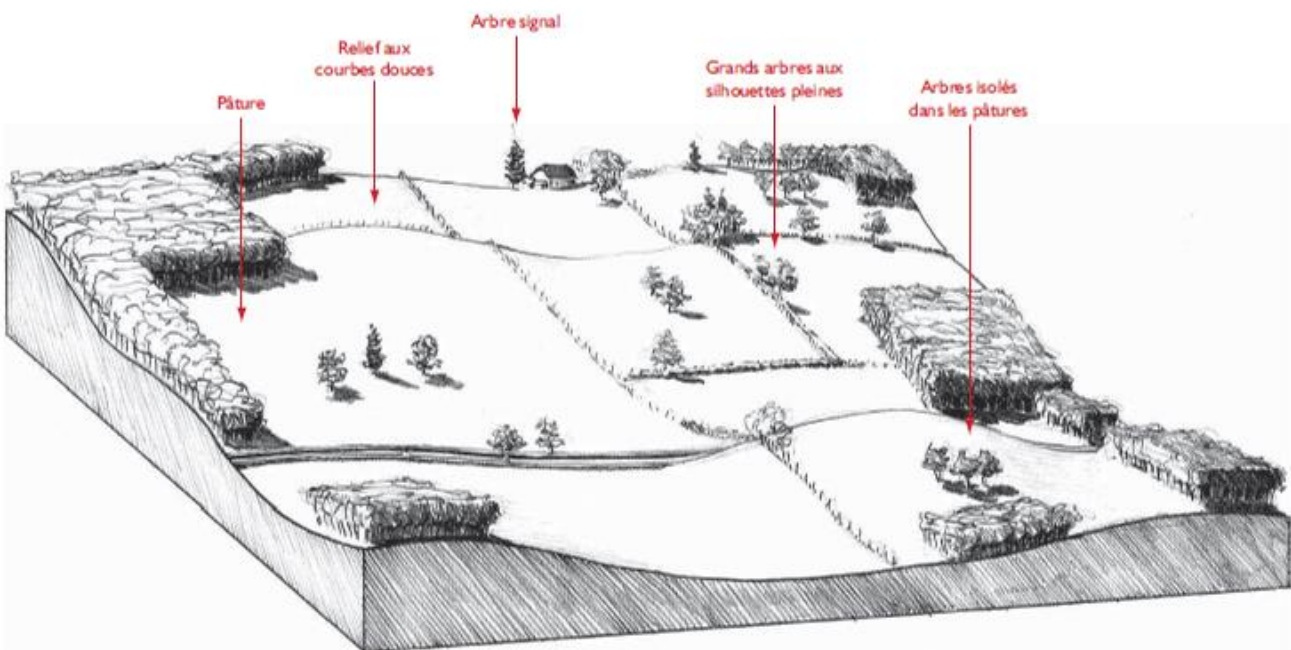 Arbre signal
Relief aux
courbes douces
Grands arbres aux
silhouettes pleines
Arbres isolés
dans les pâtures
Pâture